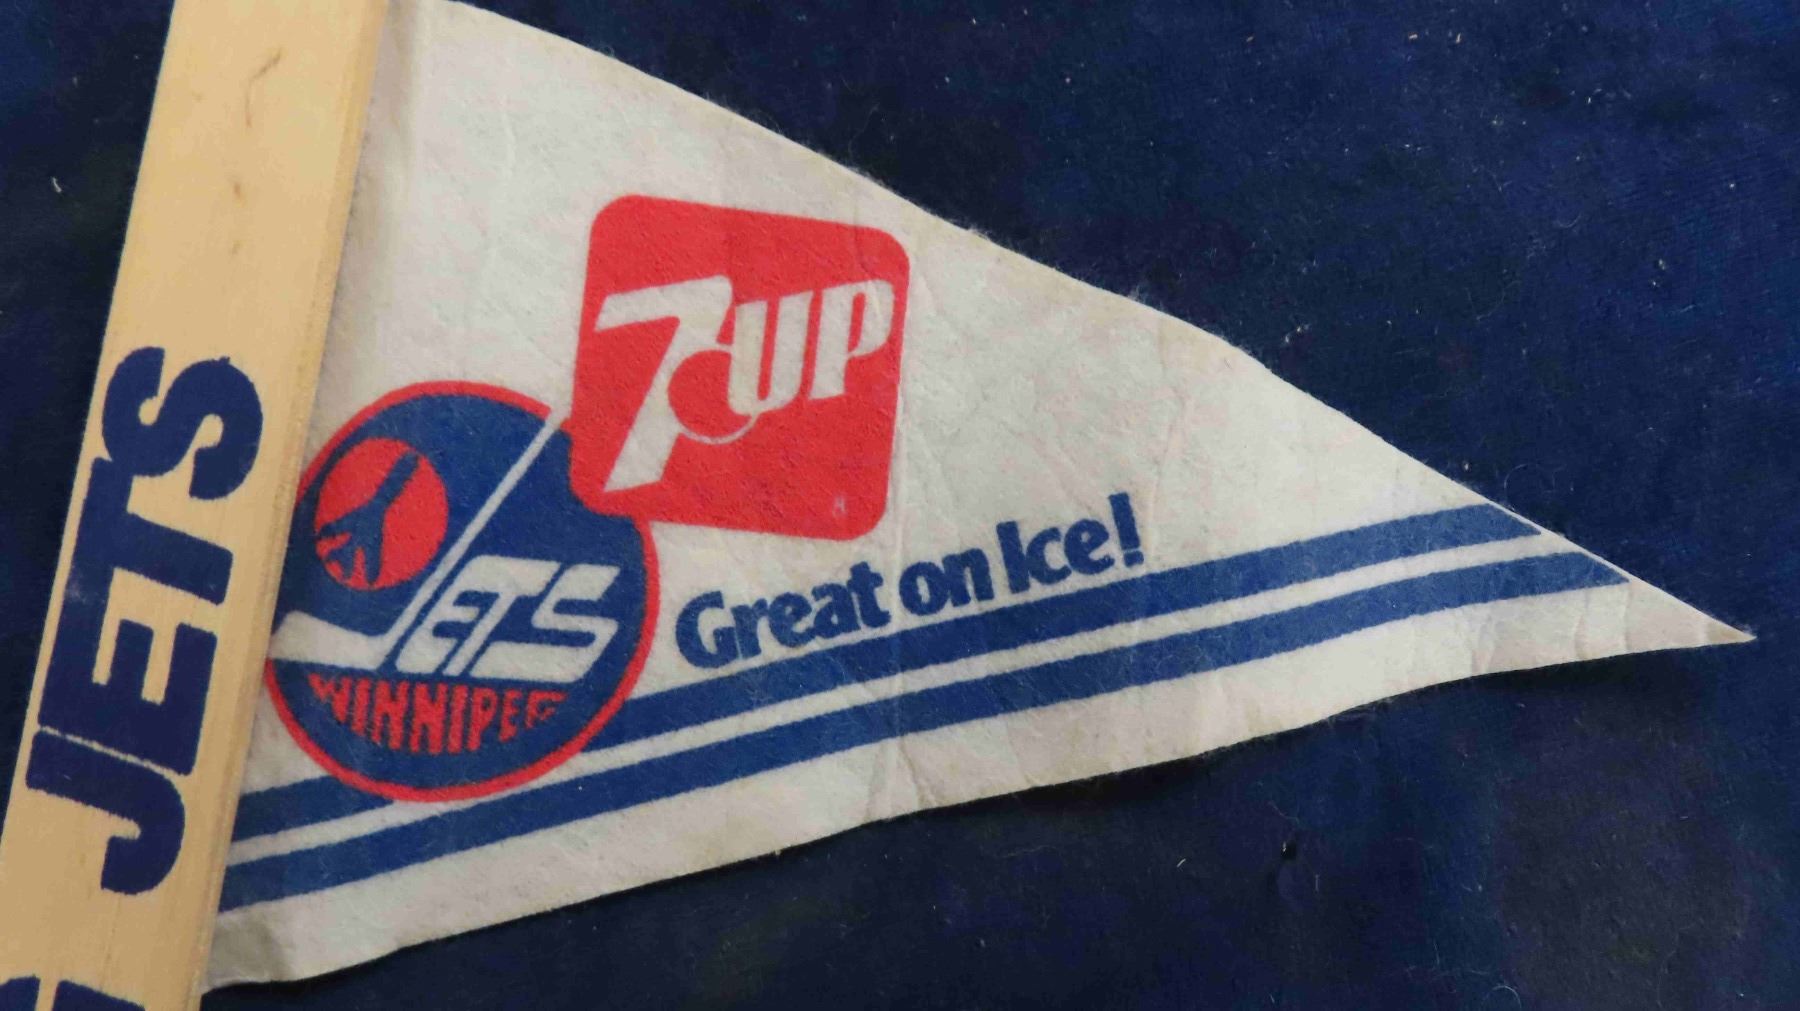 JETS
7UP
JETS
WINNIPEG
Great on Ice!